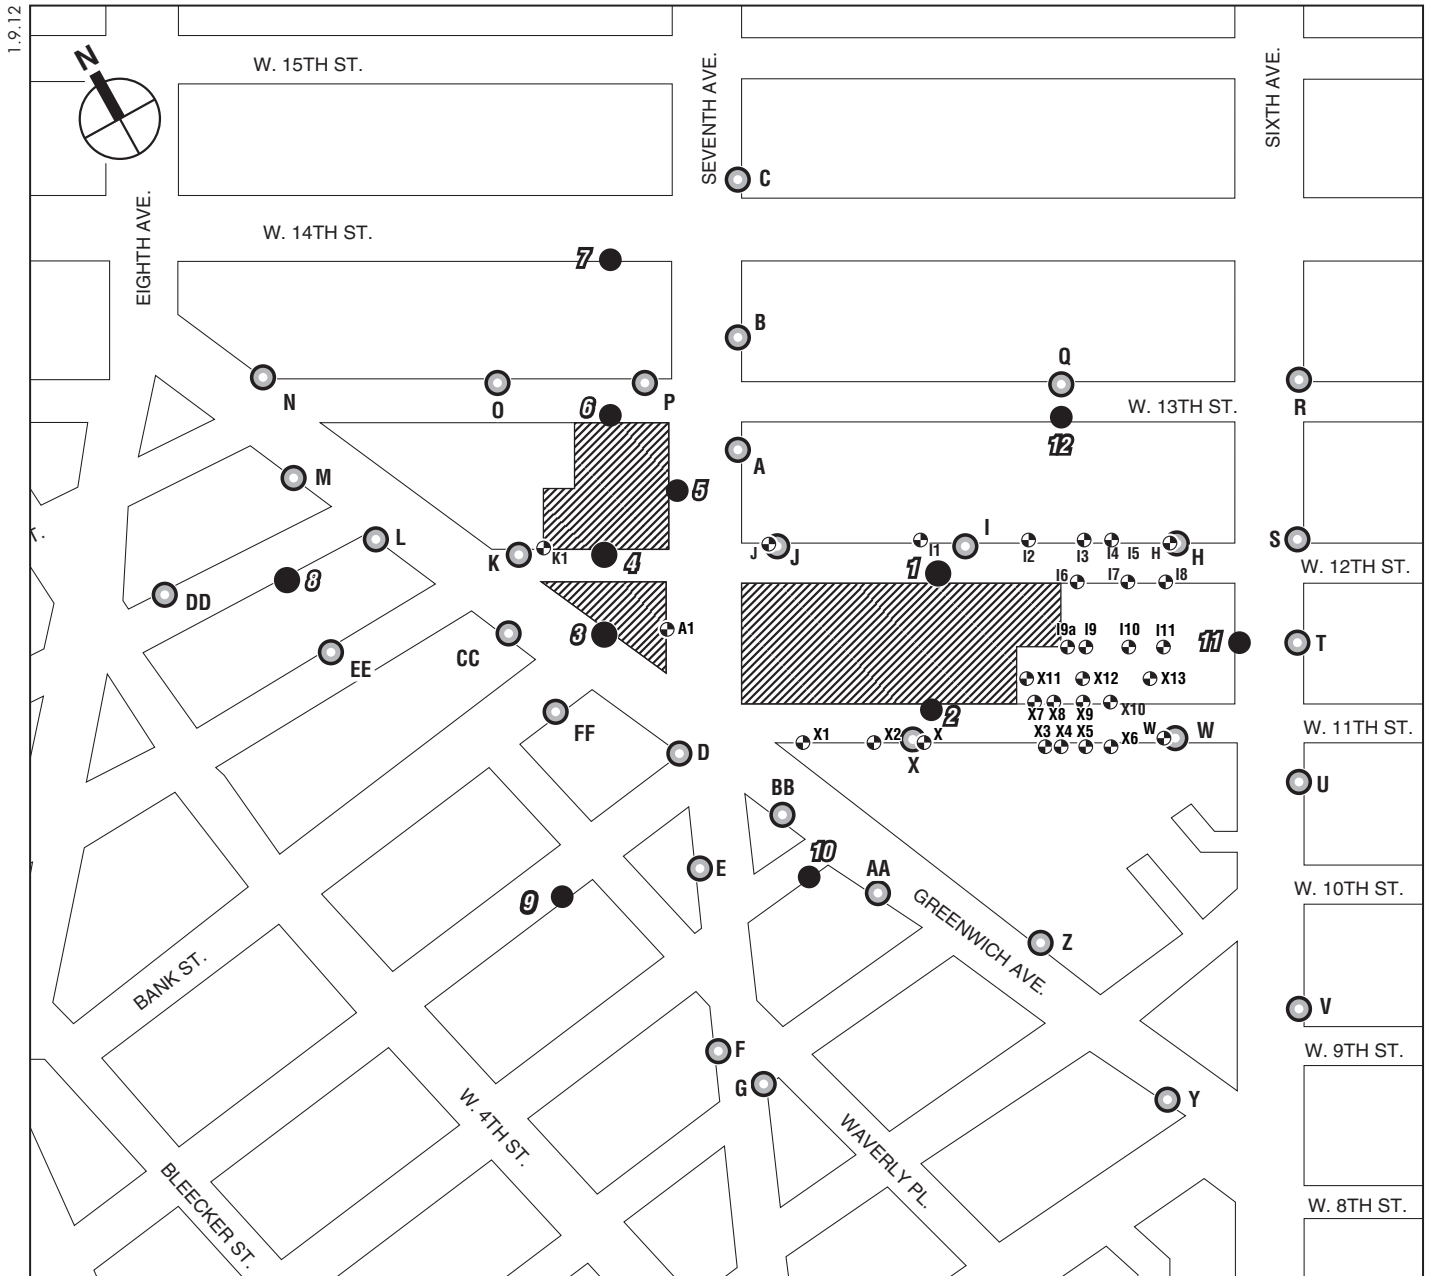 1.9.12
N
W. 15TH ST.
SEVENTH AVE.
SIXTH AVE.
C
EIGHTH AVE.
W. 14TH ST.
7
B
Q
N
O
P
6
W. 13TH ST.
R
12
A
M
5
L
K
K1
4
J
J
I1
I
I2
I3
I4
I5
H
H
S
W. 12TH ST.
1
I6
I7
I8
8
DD
3
A1
CC
EE
I9a
I9
I10
I11
11
T
X11
X12
X13
FF
2
X7
X8
X9
X10
D
X1
X2
X
X
X3
X4
X5
X6
W
W
W. 11TH ST.
U
BB
10
E
AA
9
W. 10TH ST.
GREENWICH AVE.
Z
BANK ST.
V
F
W. 9TH ST.
G
Y
W. 4TH ST.
WAVERLY PL.
BLEECKER ST.
W. 8TH ST.